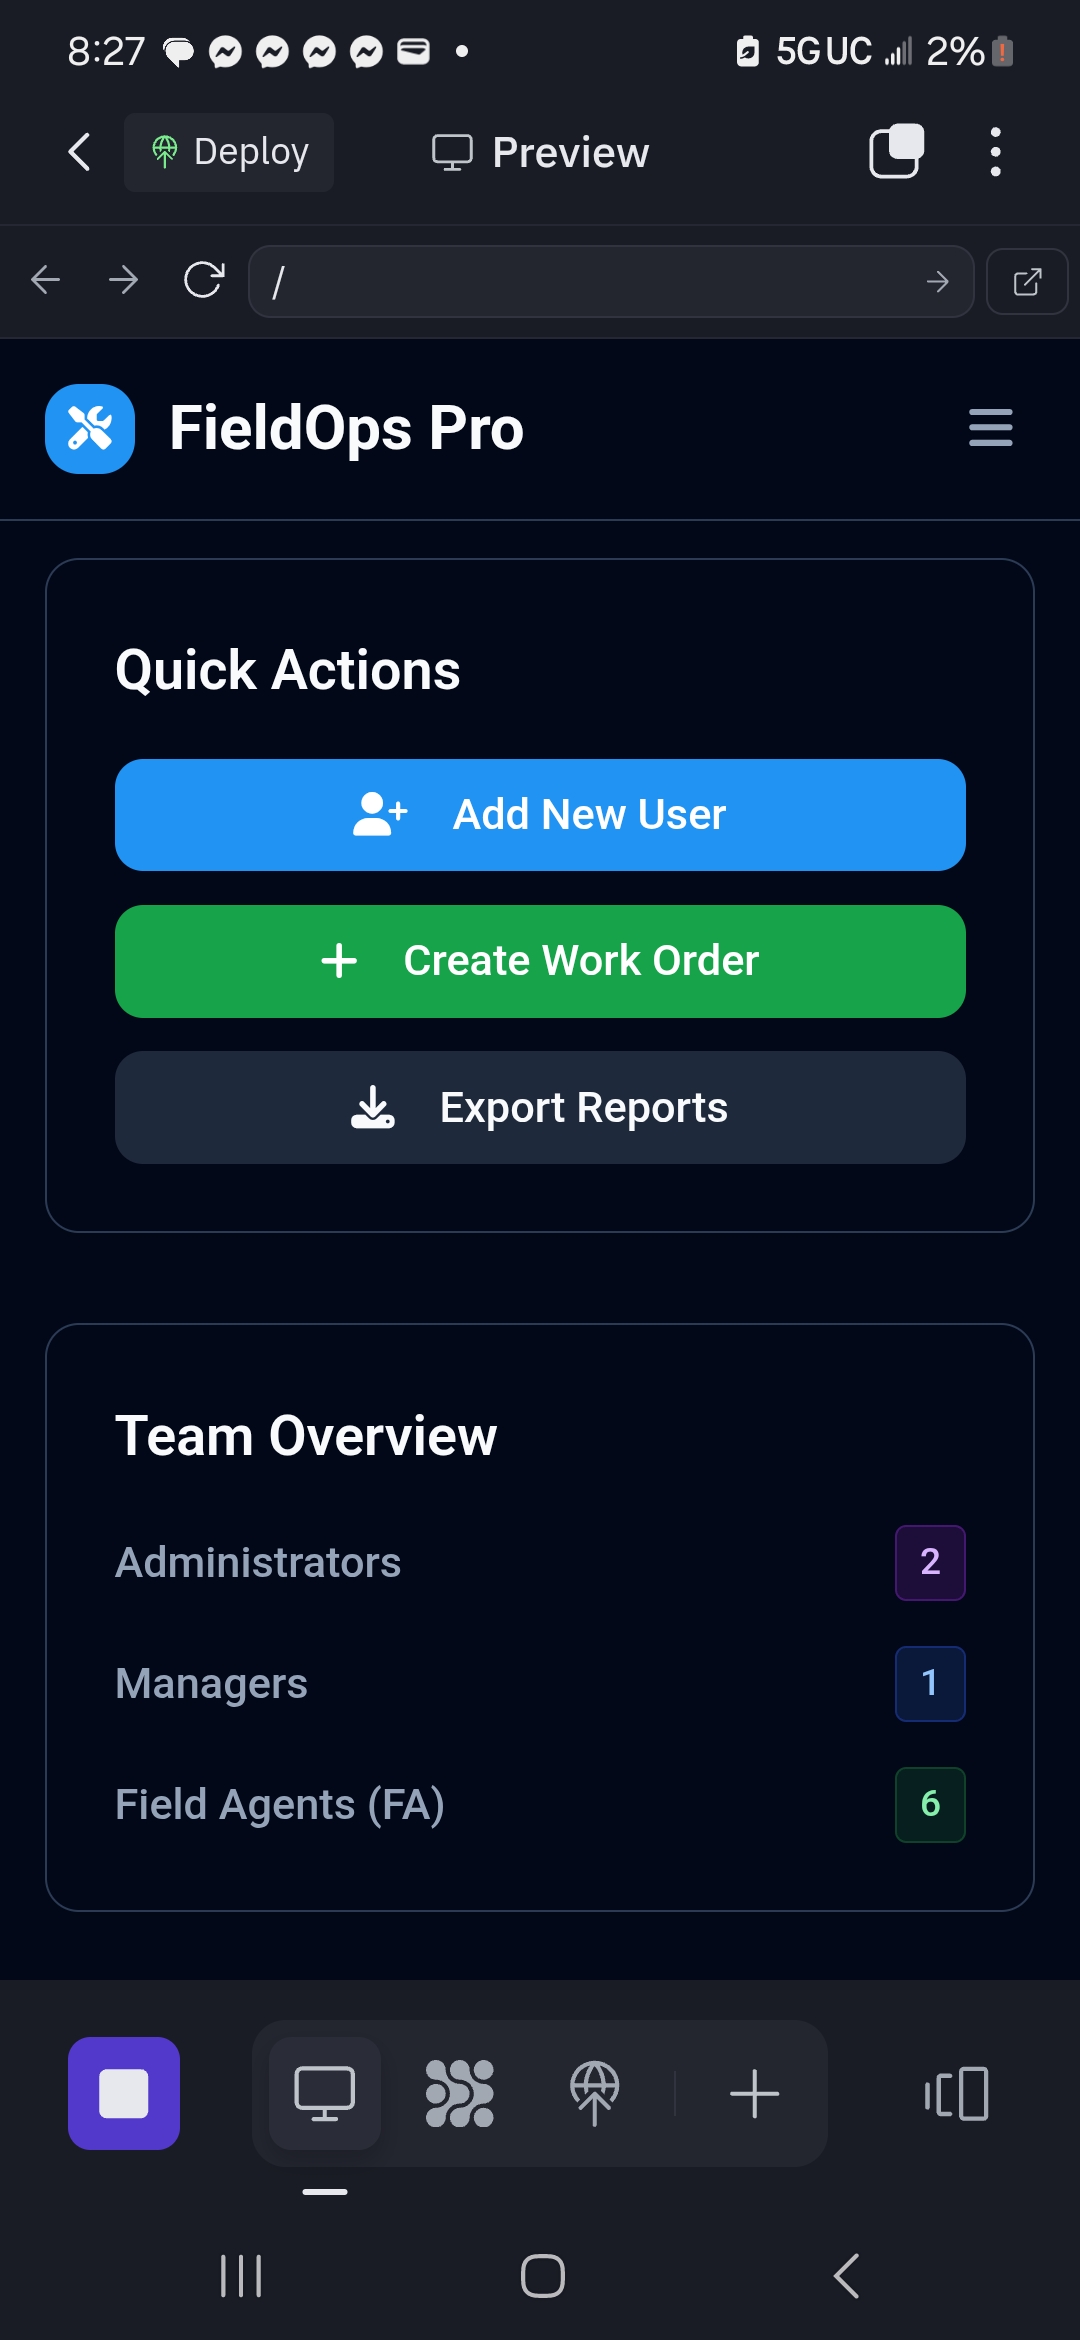 8:27
5G UC 2%
Deploy
Preview
/
FieldOps Pro
Quick Actions
Add New User
Create Work Order
Export Reports
Team Overview
Administrators 2
Managers 1
Field Agents (FA) 6